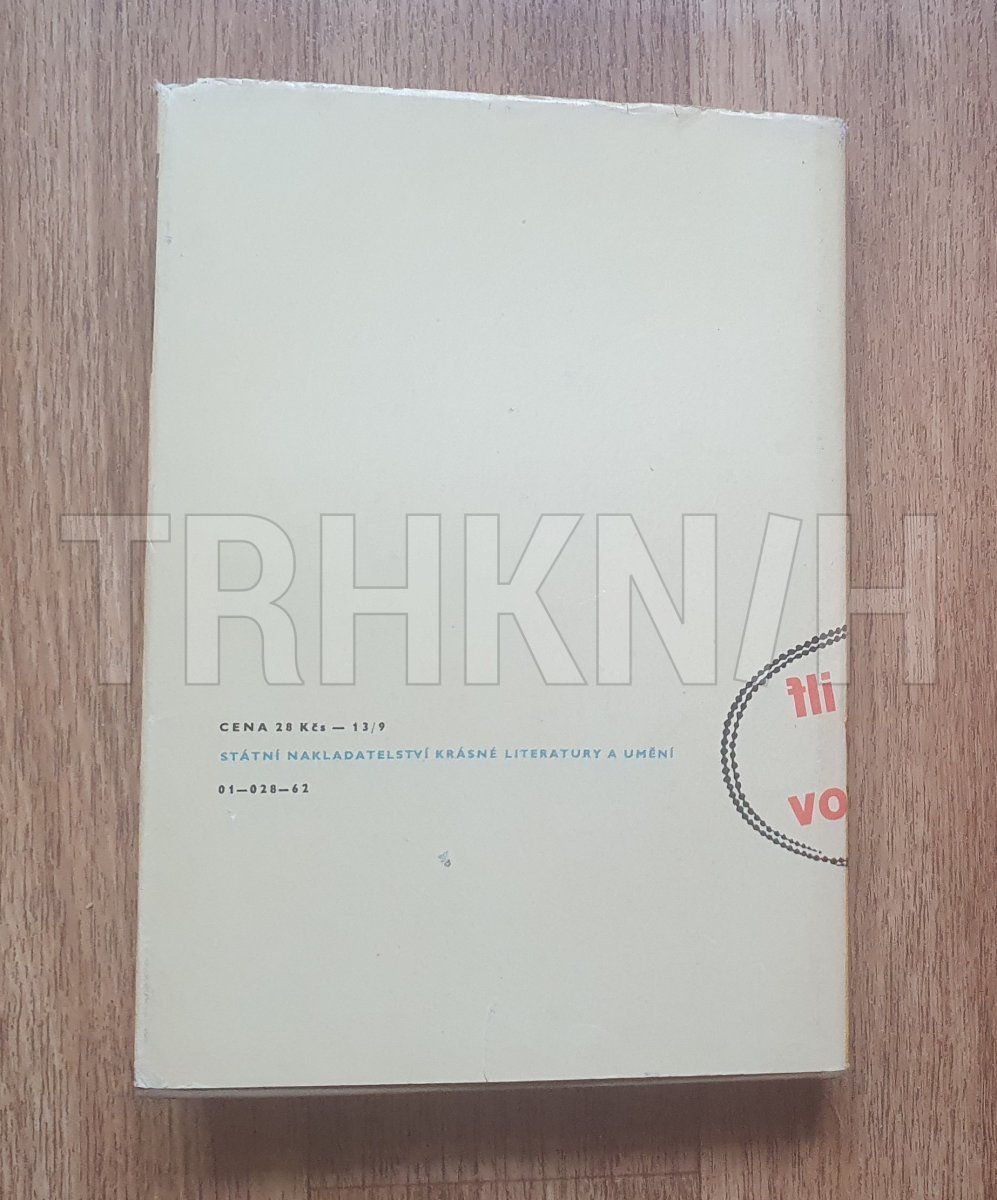 TRHKNIH
CENA 28 Kčs — 13/9
STÁTNÍ NAKLADATELSTVÍ KRÁSNÉ LITERATURY A UMĚNÍ
01—028—62
vo